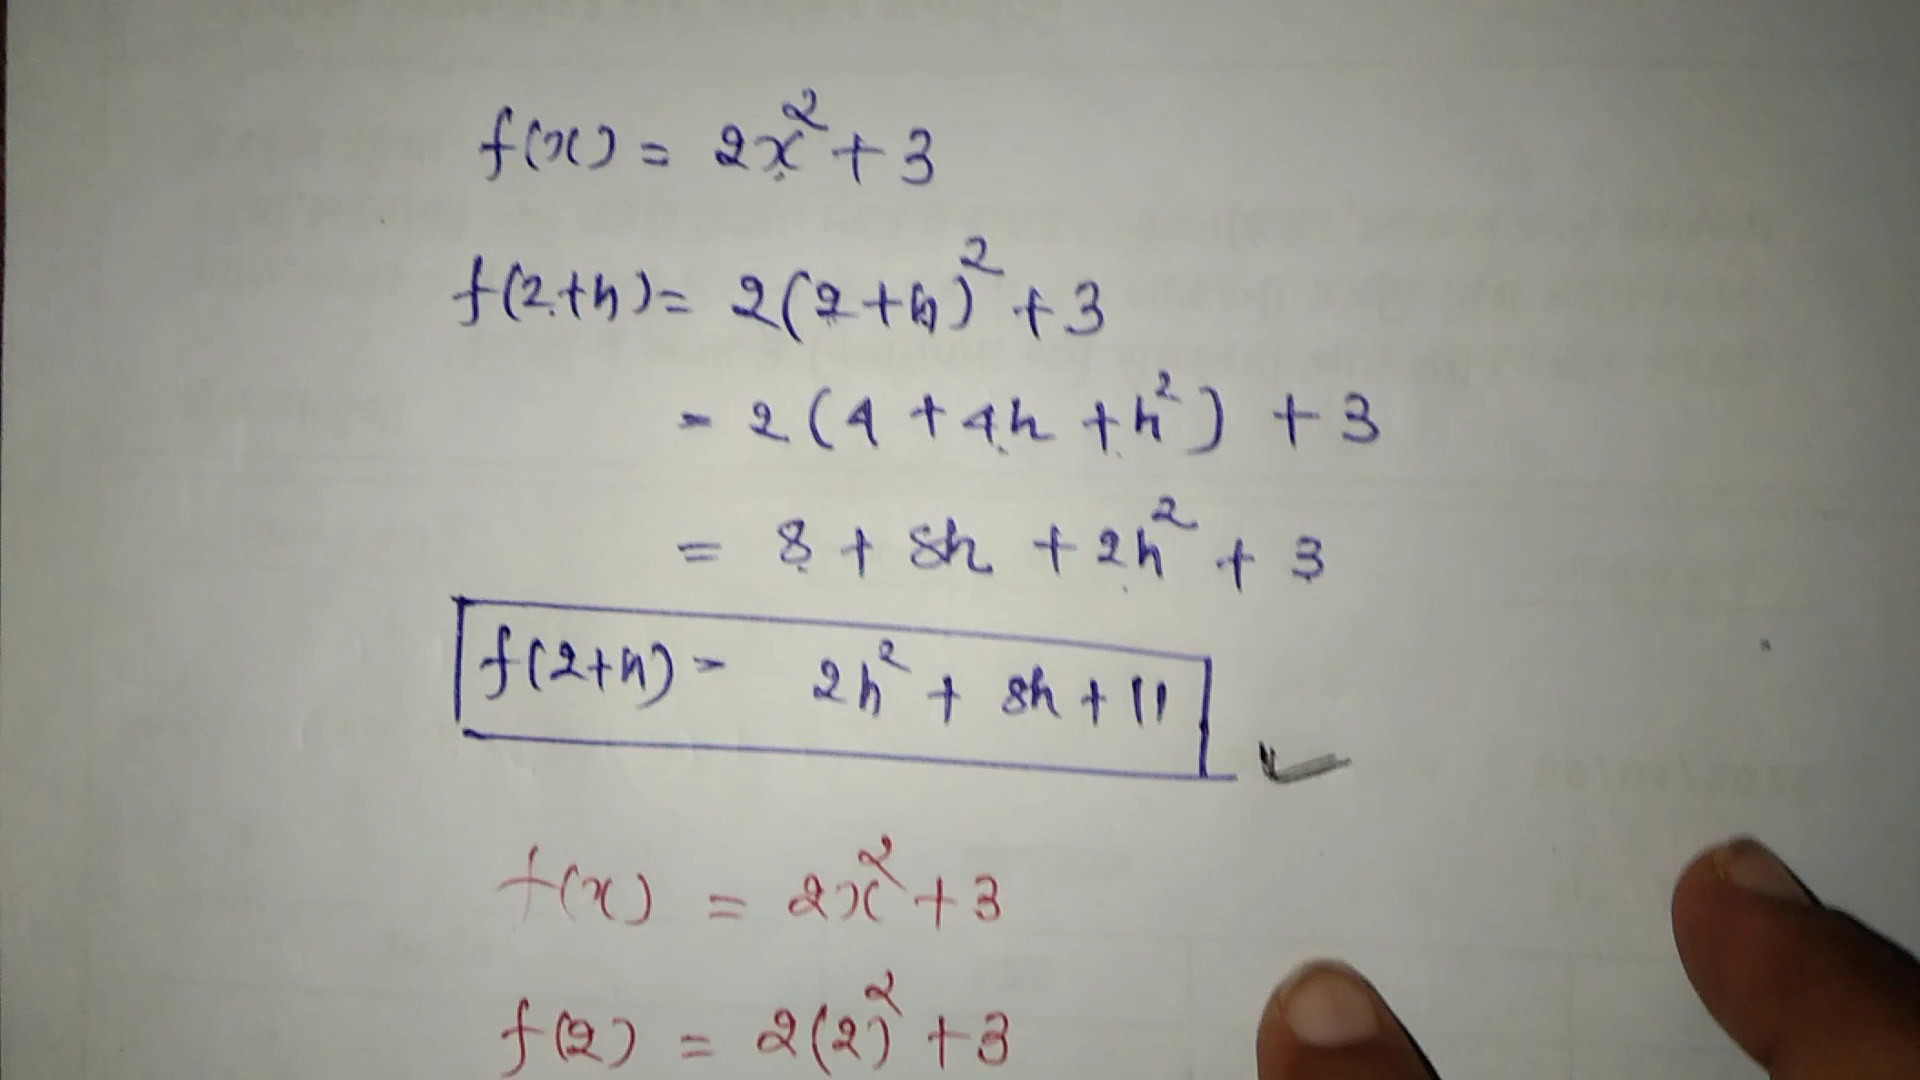 f(x) = 2x² + 3
f(2+h) = 2(2+h)² + 3
= 2(4 + 4h + h²) + 3
= 8 + 8h + 2h² + 3
f(2+h) = 2h² + 8h + 11
f(x) = 2x² + 3
f(2) = 2(2)² + 3